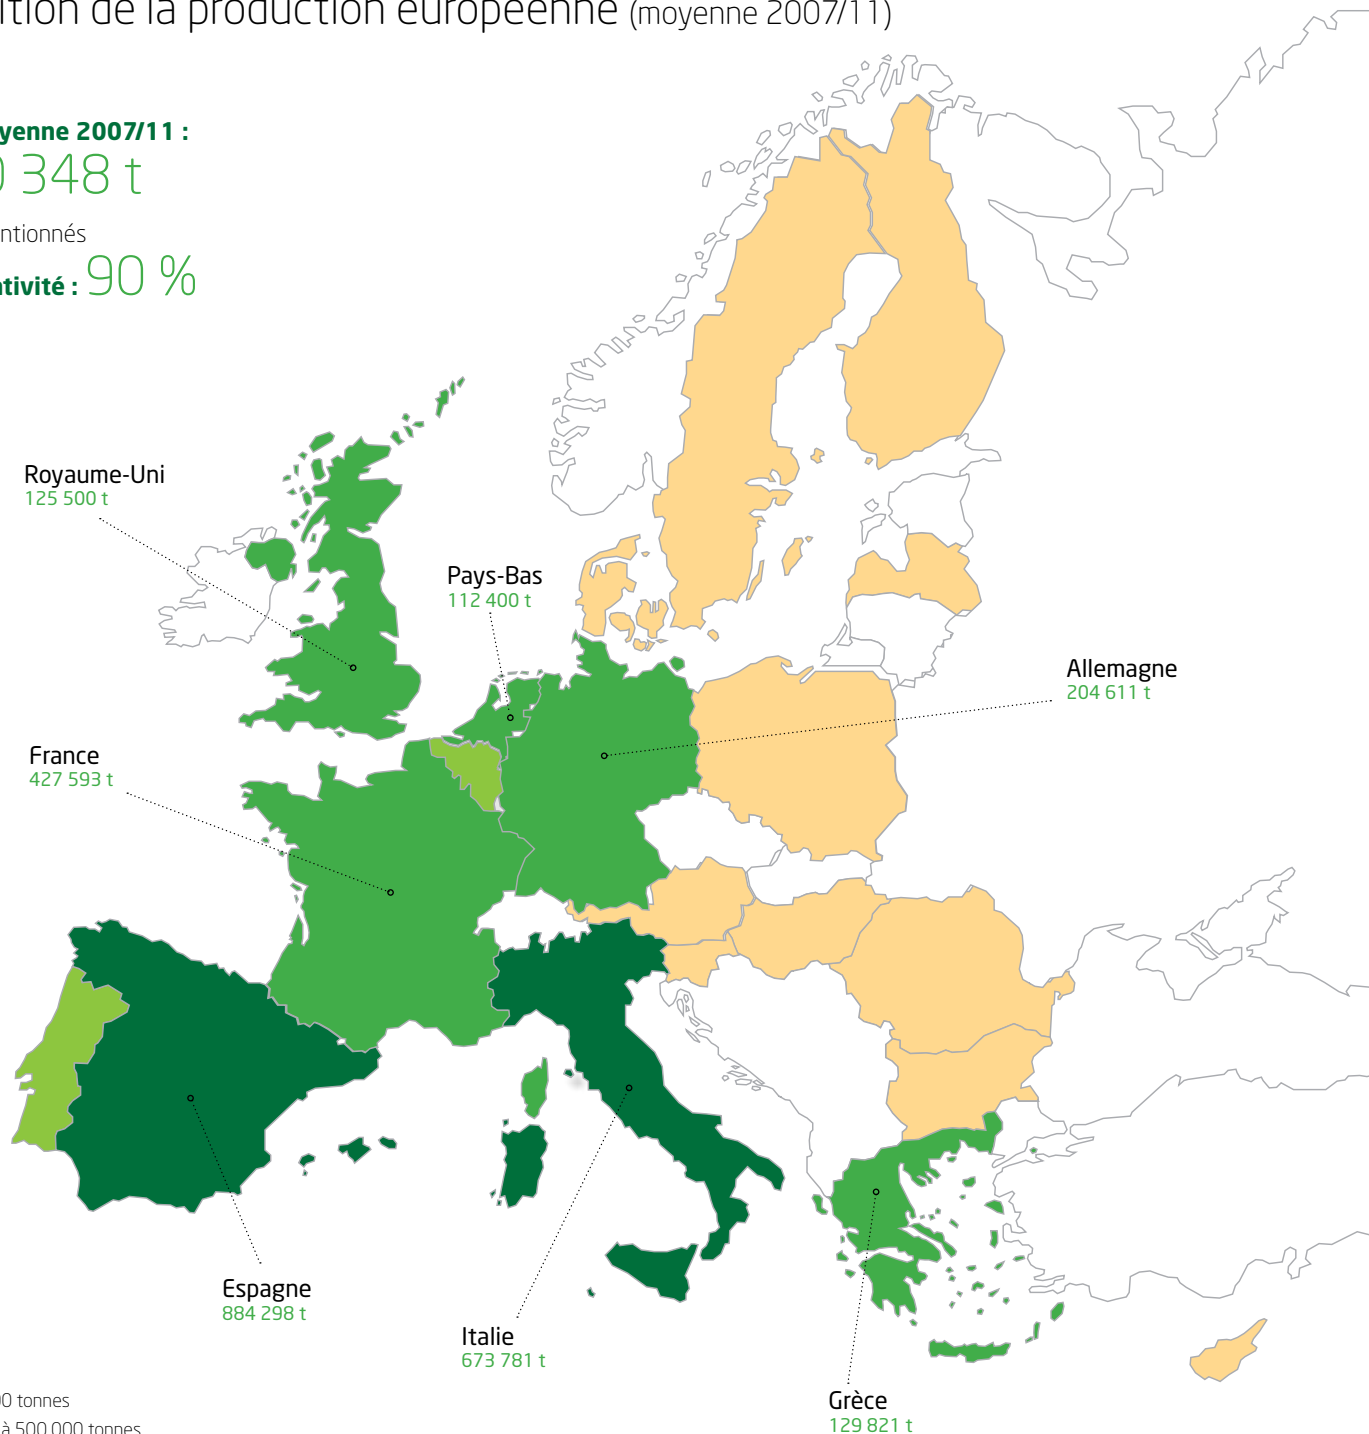 ition de la production européenne (moyenne 2007/11)
yenne 2007/11 :
0 348 t
ntionnés
ativité : 90 %
Royaume-Uni
125 500 t
Pays-Bas
112 400 t
Allemagne
204 611 t
France
427 593 t
Espagne
884 298 t
Italie
673 781 t
Grèce
129 821 t
00 tonnes
à 500 000 tonnes